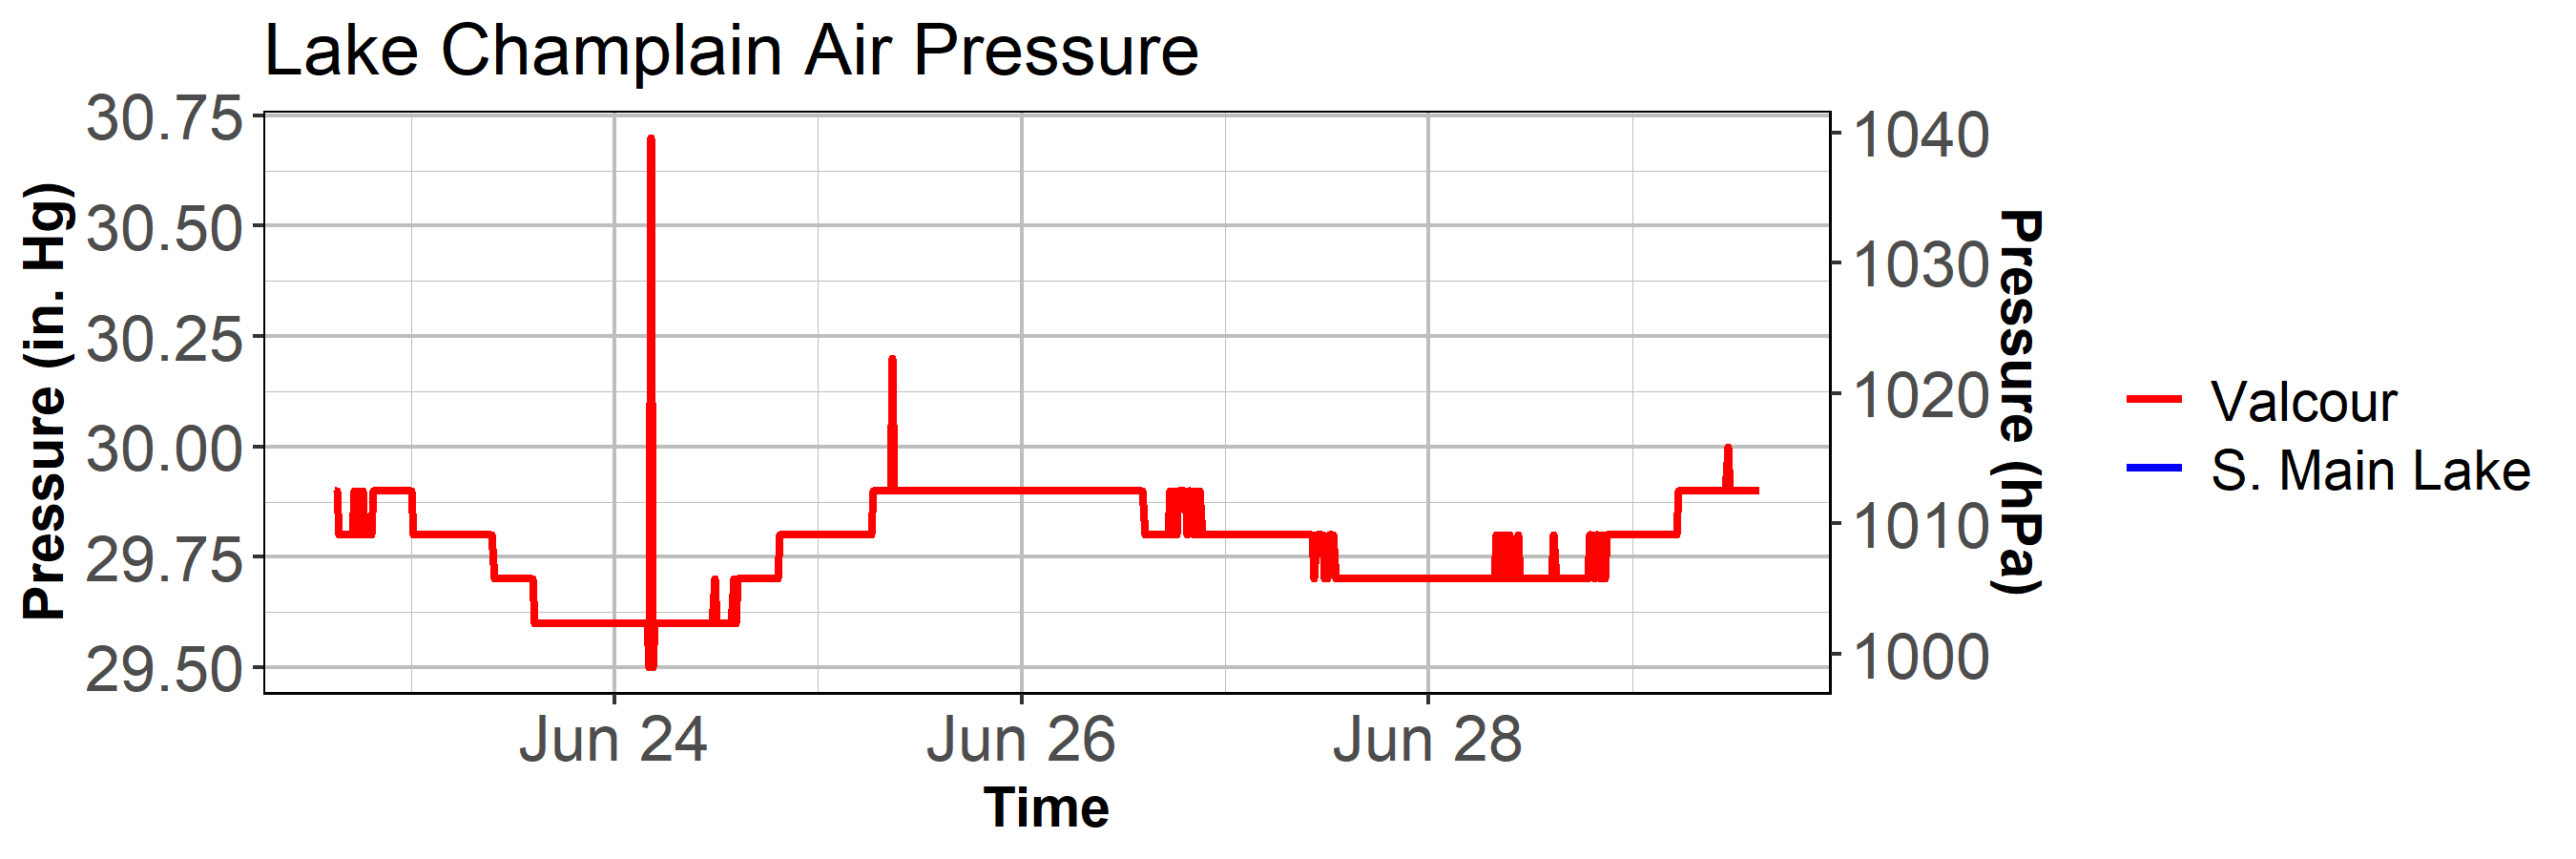 Lake Champlain Air Pressure
Pressure (in. Hg)
30.75
30.50
30.25
30.00
29.75
29.50
1040
1030
1020
1010
1000
Pressure (hPa)
Jun 24
Jun 26
Jun 28
Time
Valcour
S. Main Lake